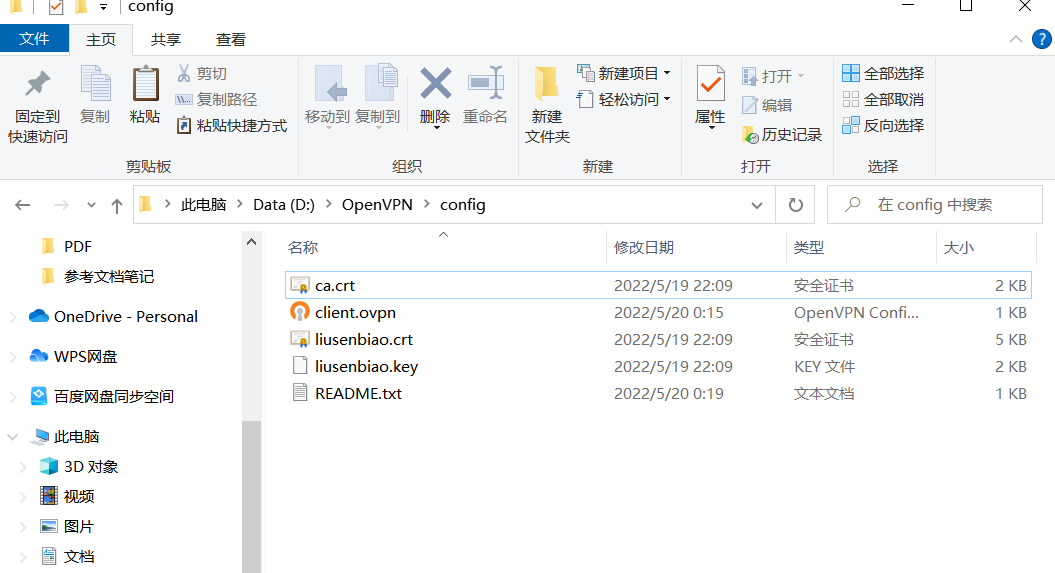 config
文件 主页 共享 查看
固定到快速访问 复制 粘贴 剪切 复制路径 粘贴快捷方式 移动到 复制到 删除 重命名 新建文件夹 新建项目 轻松访问 属性 打开 编辑 历史记录 全部选择 全部取消 反向选择
剪贴板 组织 新建 打开 选择
此电脑 Data (D:) OpenVPN config 在 config 中搜索
名称 修改日期 类型 大小
PDF
参考文档笔记
OneDrive - Personal
WPS网盘
百度网盘同步空间
此电脑
3D 对象
视频
图片
文档
ca.crt 2022/5/19 22:09 安全证书 2 KB
client.ovpn 2022/5/20 0:15 OpenVPN Confi... 1 KB
liusenbiao.crt 2022/5/19 22:09 安全证书 5 KB
liusenbiao.key 2022/5/19 22:09 KEY 文件 2 KB
README.txt 2022/5/20 0:19 文本文档 1 KB